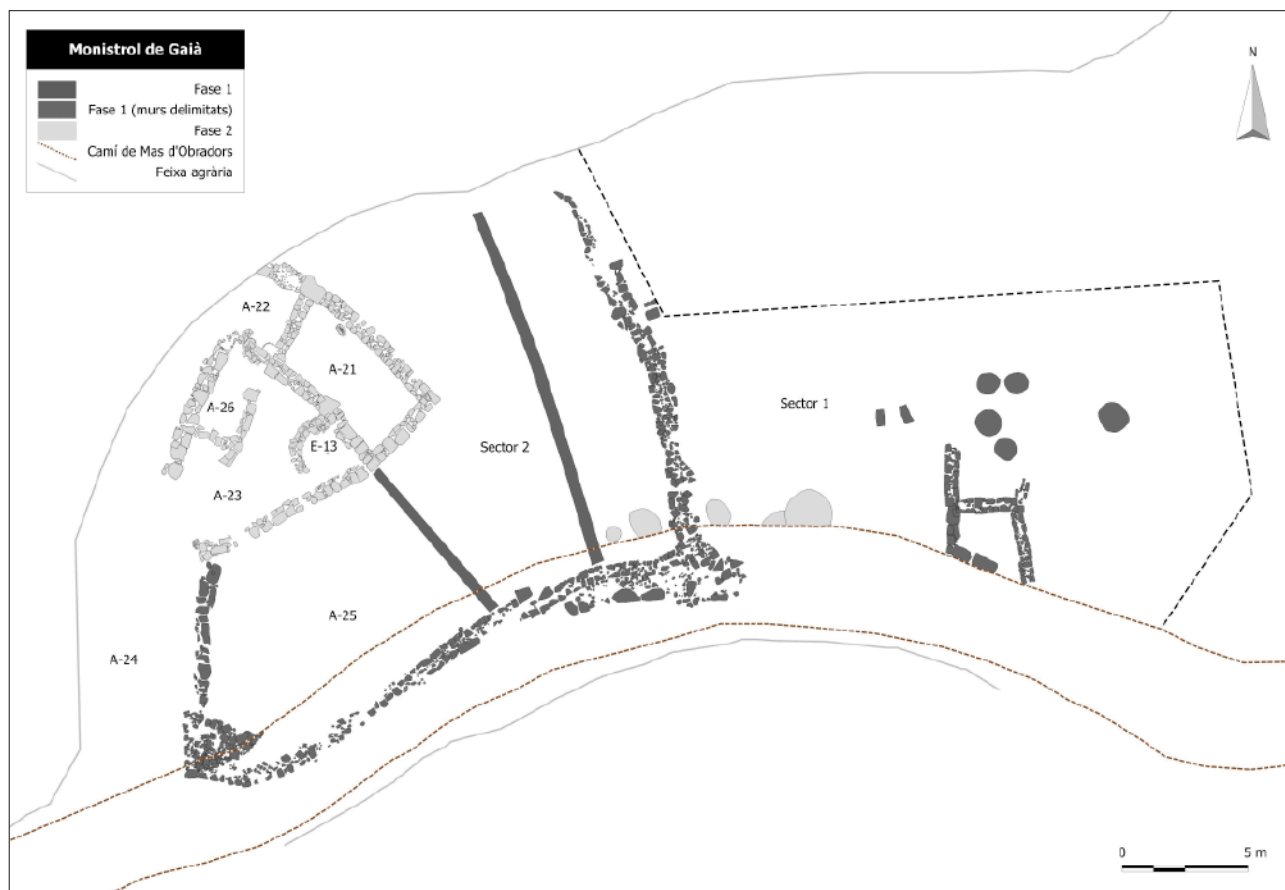 Monistrol de Gaià
Fase 1
Fase 1 (murs delimitats)
Fase 2
Camí de Mas d'Obradors
Feixa agrària
N
A-22
A-21
A-26
Sector 1
E-13
Sector 2
A-23
A-25
A-24
0 5 m